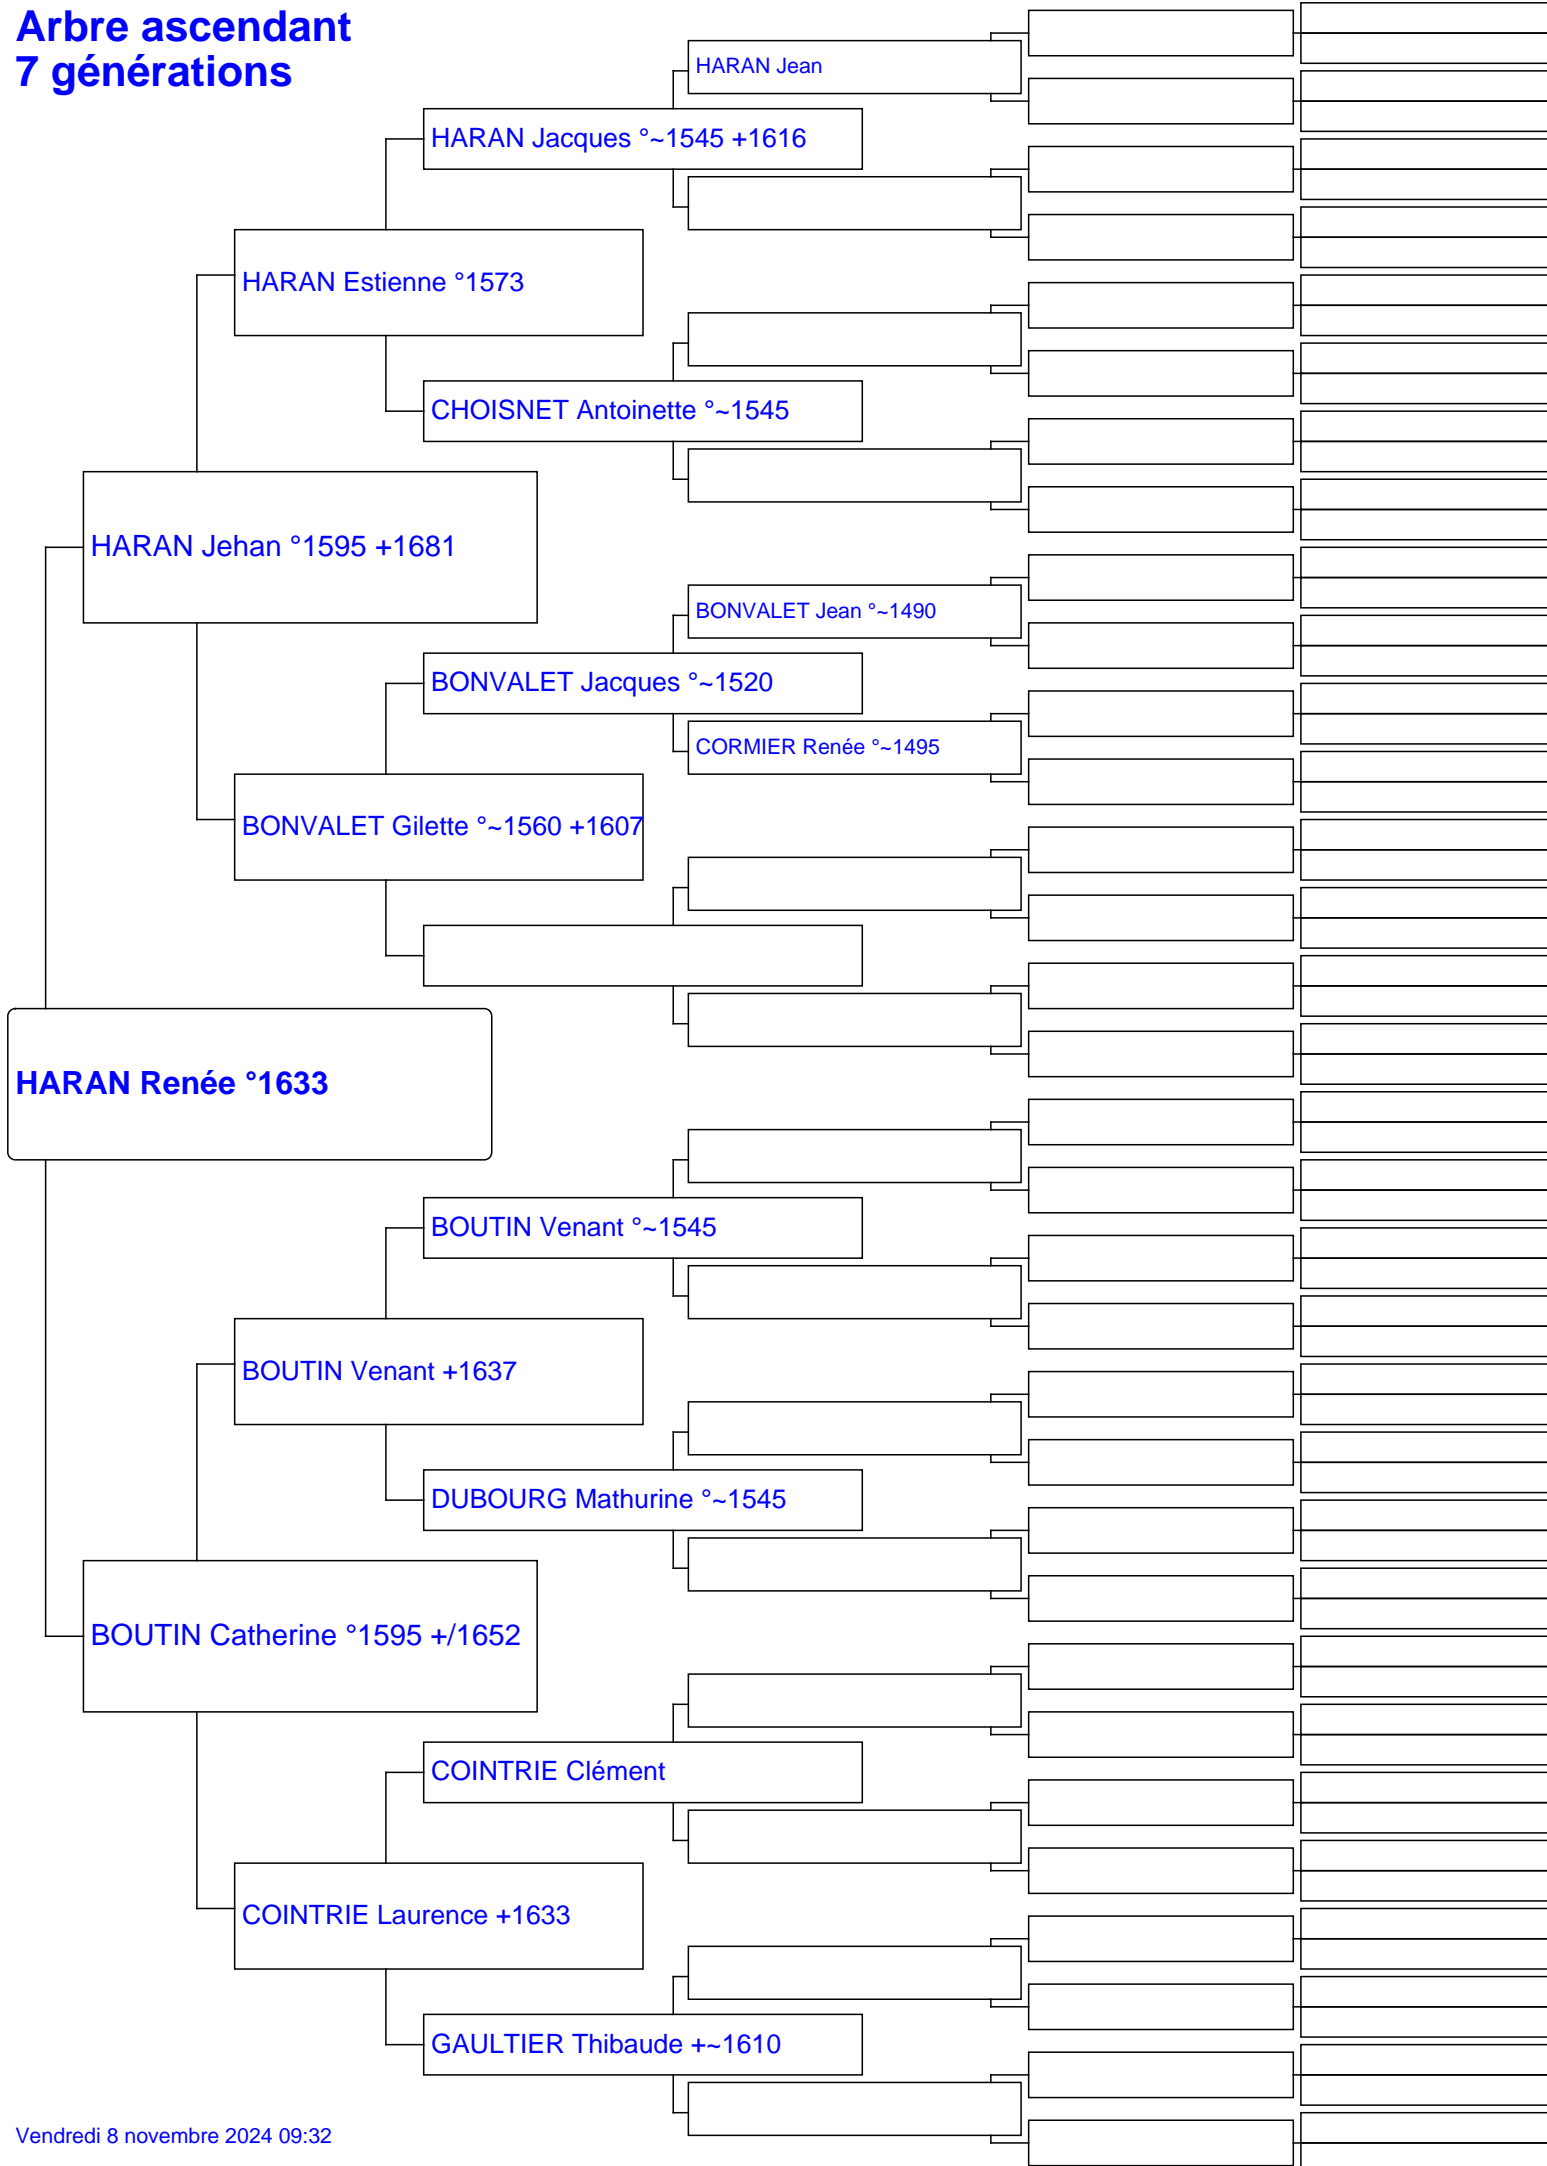 Arbre ascendant
7 générations
HARAN Jean
HARAN Jacques °~1545 +1616
HARAN Estienne °1573
CHOISNET Antoinette °~1545
HARAN Jehan °1595 +1681
BONVALET Jean °~1490
BONVALET Jacques °~1520
CORMIER Renée °~1495
BONVALET Gilette °~1560 +1607
HARAN Renée °1633
BOUTIN Venant °~1545
BOUTIN Venant +1637
DUBOURG Mathurine °~1545
BOUTIN Catherine °1595 +/1652
COINTRIE Clément
COINTRIE Laurence +1633
GAULTIER Thibaude +~1610
Vendredi 8 novembre 2024 09:32